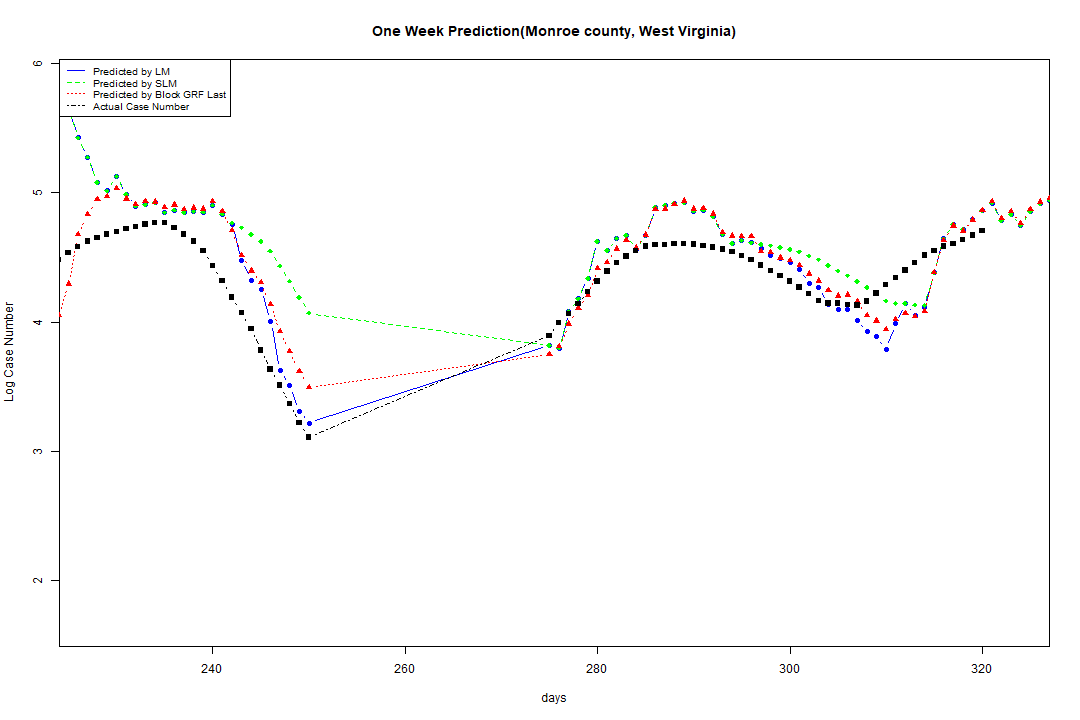 One Week Prediction(Monroe county, West Virginia)
Predicted by LM
Predicted by SLM
Predicted by Block GRF Last
Actual Case Number
6
5
4
3
2
Log Case Number
240
260
280
300
320
days